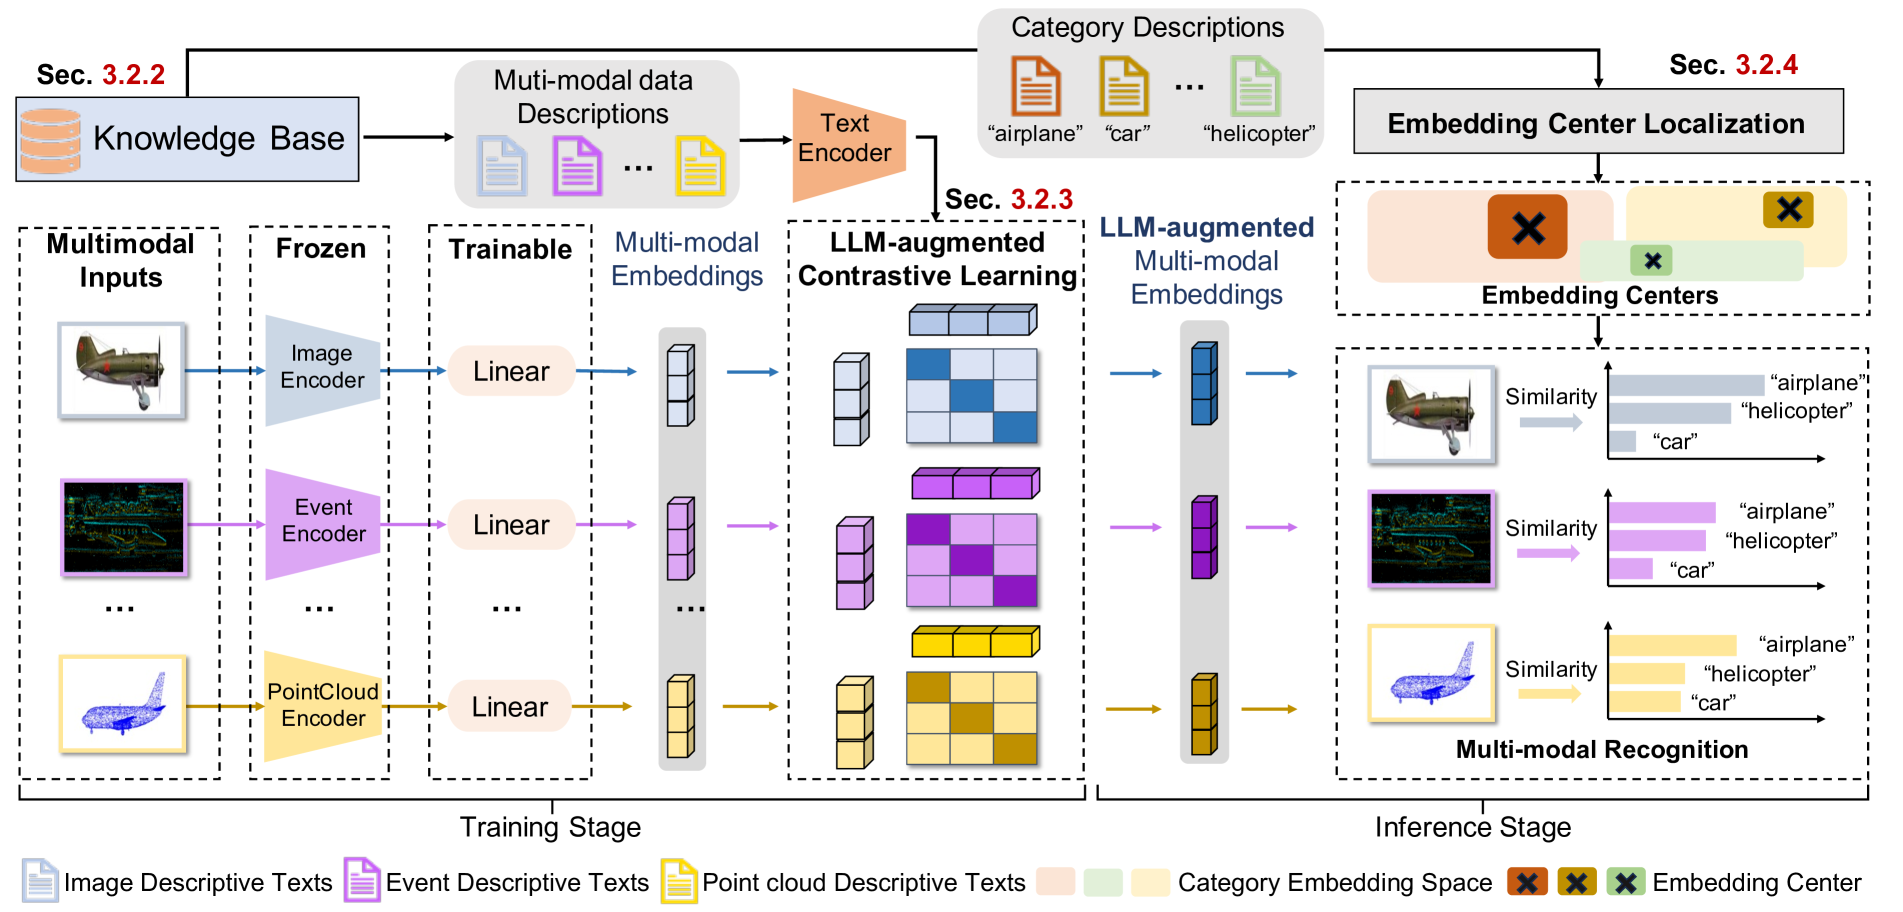 Sec. 3.2.2
Knowledge Base
Muti-modal data
Descriptions
Text
Encoder
Category Descriptions
“airplane”
“car”
...
“helicopter”
Sec. 3.2.4
Embedding Center Localization
Embedding Centers
Sec. 3.2.3
Multimodal
Inputs
Frozen
Trainable
Multi-modal
Embeddings
LLM-augmented
Contrastive Learning
LLM-augmented
Multi-modal
Embeddings
Image
Encoder
Linear
Event
Encoder
Linear
...
...
...
...
PointCloud
Encoder
Linear
Similarity
“airplane”
“helicopter”
“car”
Similarity
“airplane”
“helicopter”
“car”
Similarity
“airplane”
“helicopter”
“car”
Multi-modal Recognition
Training Stage
Inference Stage
Image Descriptive Texts
Event Descriptive Texts
Point cloud Descriptive Texts
Category Embedding Space
Embedding Center